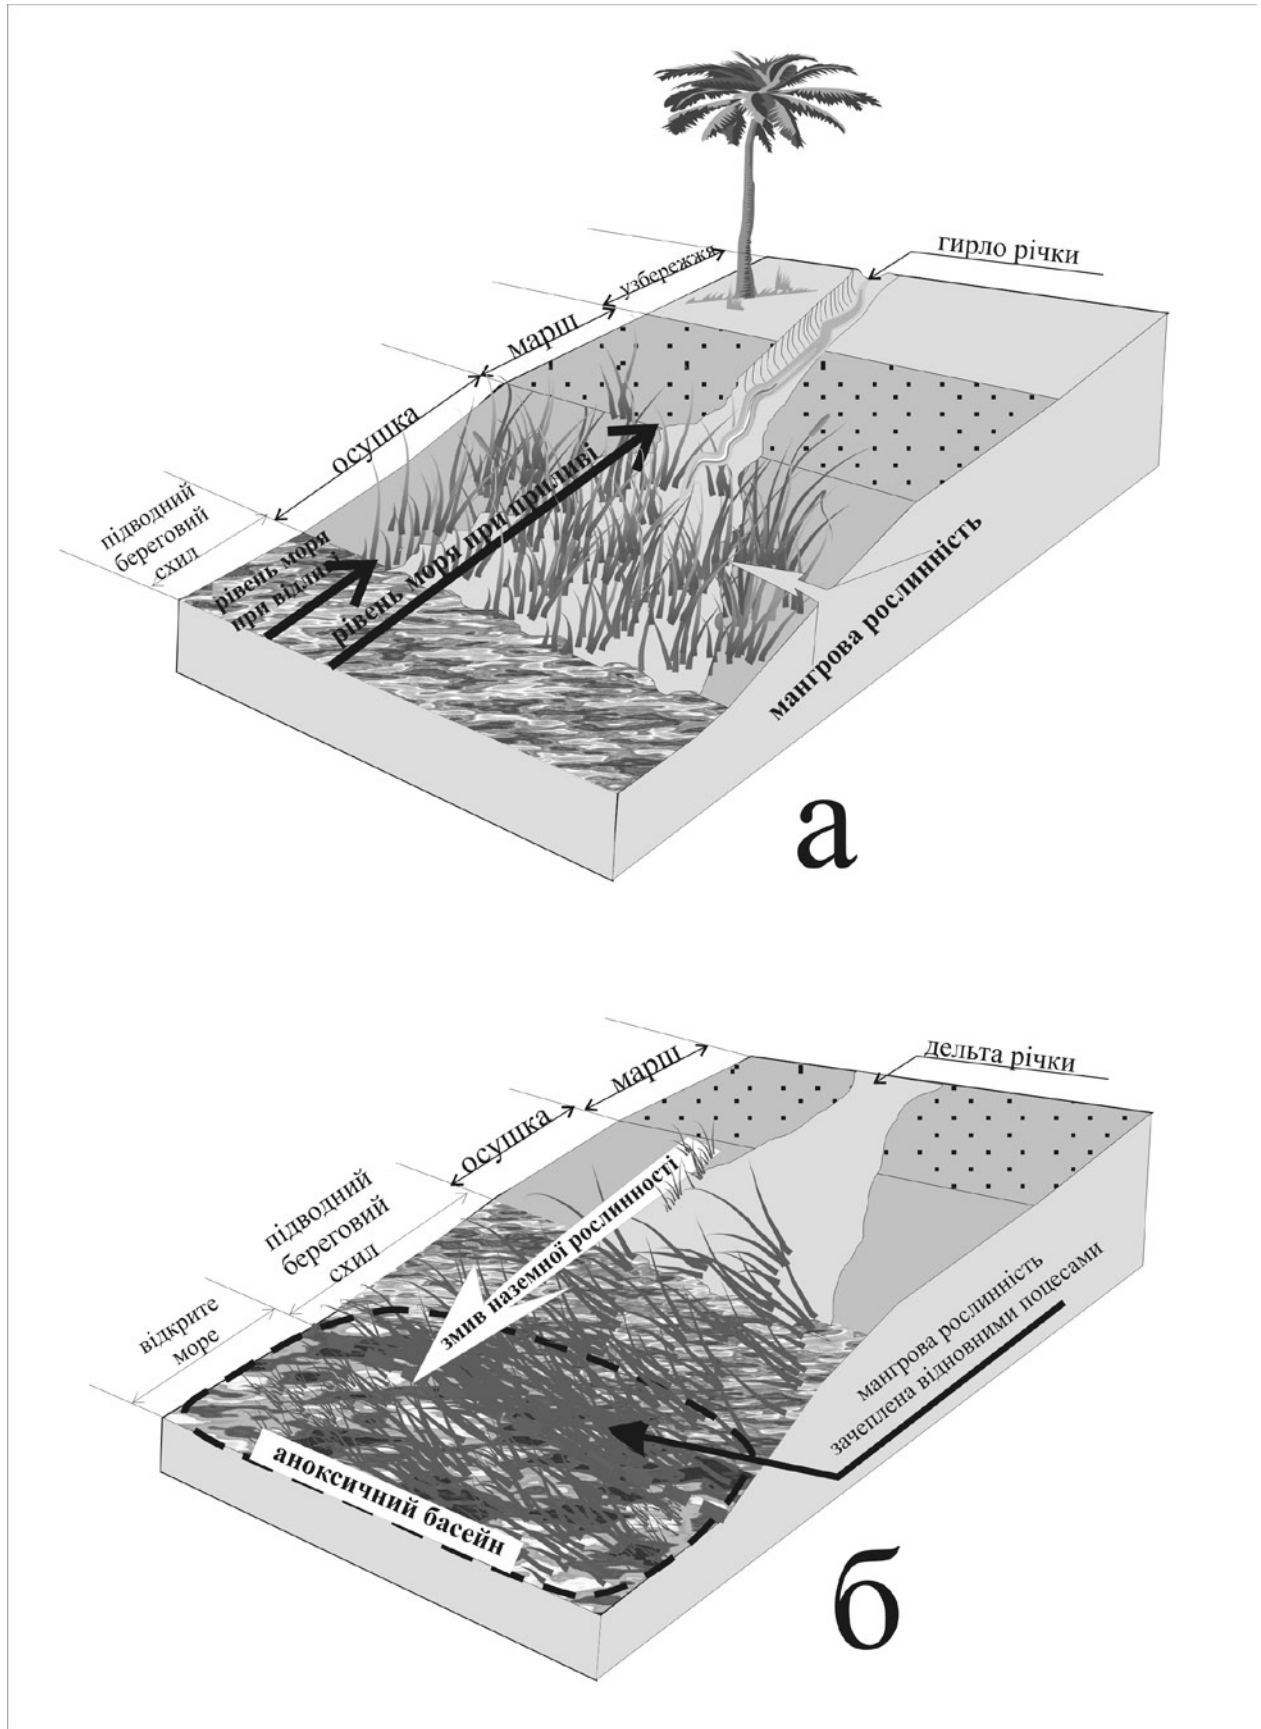 гирло річки
узбережжя
марш
осушка
підводний
береговий
схил
рівень моря
при відливі
рівень моря при приливі
мангрова рослинність
а
дельта річки
марш
осушка
підводний
береговий
схил
відкрите
море
змив наземної рослинності
мангрова рослинність
зачеплена відновними поцесами
аноксичний басейн
б